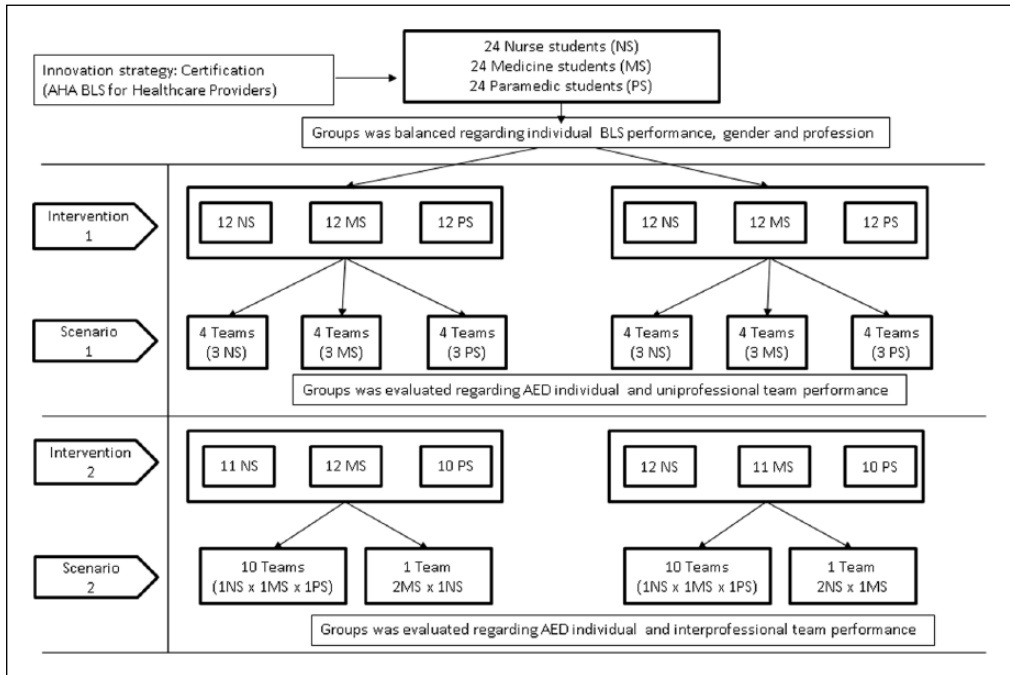 24 Nurse students (NS)
24 Medicine students (MS)
24 Paramedic students (PS)
Innovation strategy: Certification
(AHA BLS for Healthcare Providers)
Groups was balanced regarding individual BLS performance, gender and profession
Intervention
1
12 NS
12 MS
12 PS
12 NS
12 MS
12 PS
Scenario
1
4 Teams
(3 NS)
4 Teams
(3 MS)
4 Teams
(3 PS)
4 Teams
(3 NS)
4 Teams
(3 MS)
4 Teams
(3 PS)
Groups was evaluated regarding AED individual and uniprofessional team performance
Intervention
2
11 NS
12 MS
10 PS
12 NS
11 MS
10 PS
Scenario
2
10 Teams
(1NS x 1MS x 1PS)
1 Team
2MS x 1NS
10 Teams
(1NS x 1MS x 1PS)
1 Team
2NS x 1MS
Groups was evaluated regarding AED individual and interprofessional team performance